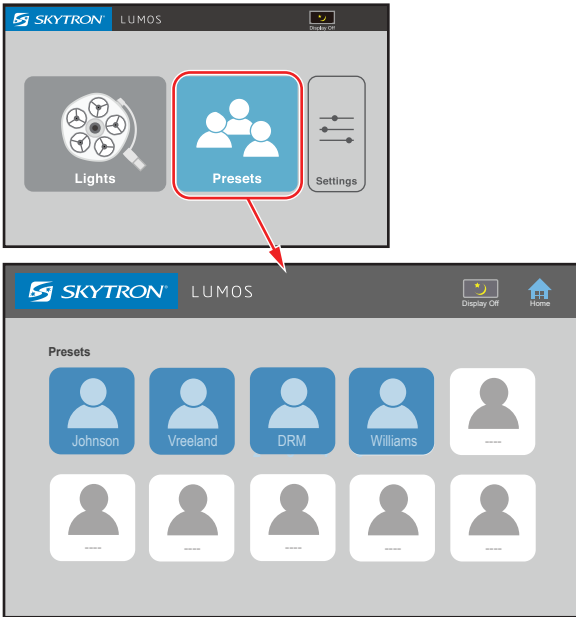 SKYTRON® LUMOS
Display Off
Lights
Presets
Settings
SKYTRON® LUMOS
Display Off
Home
Presets
Johnson
Vreeland
DRM
Williams
----
----
----
----
----
----